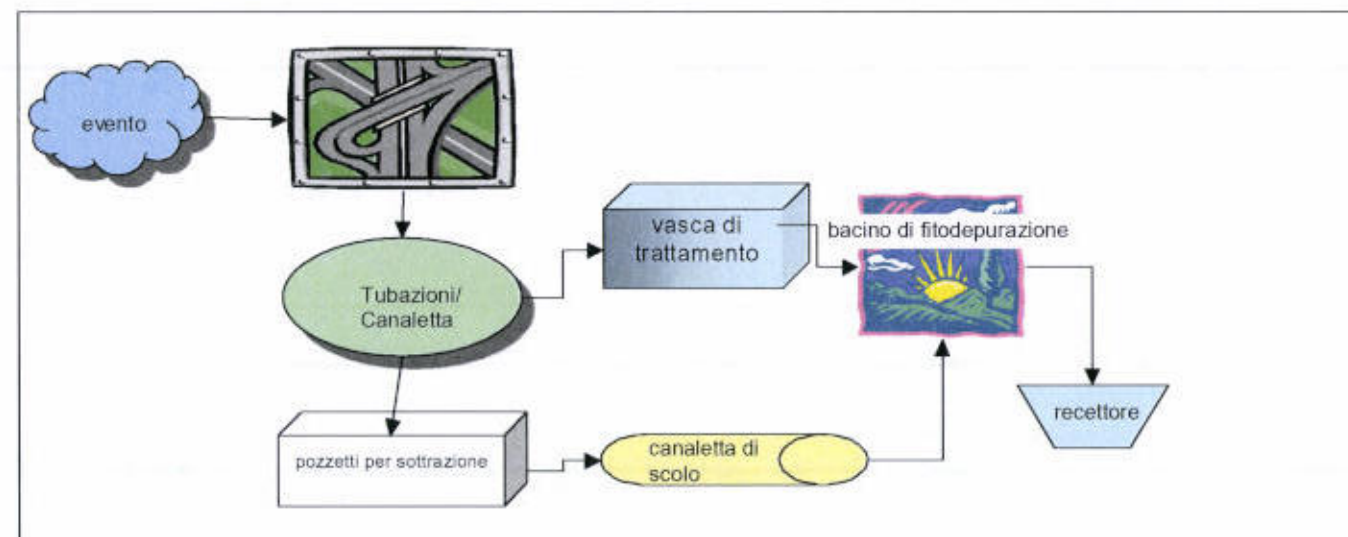 evento
vasca di
trattamento
bacino di fitodepurazione
Tubazioni/
Canaletta
recettore
pozzetti per sottrazione
canaletta di
scolo